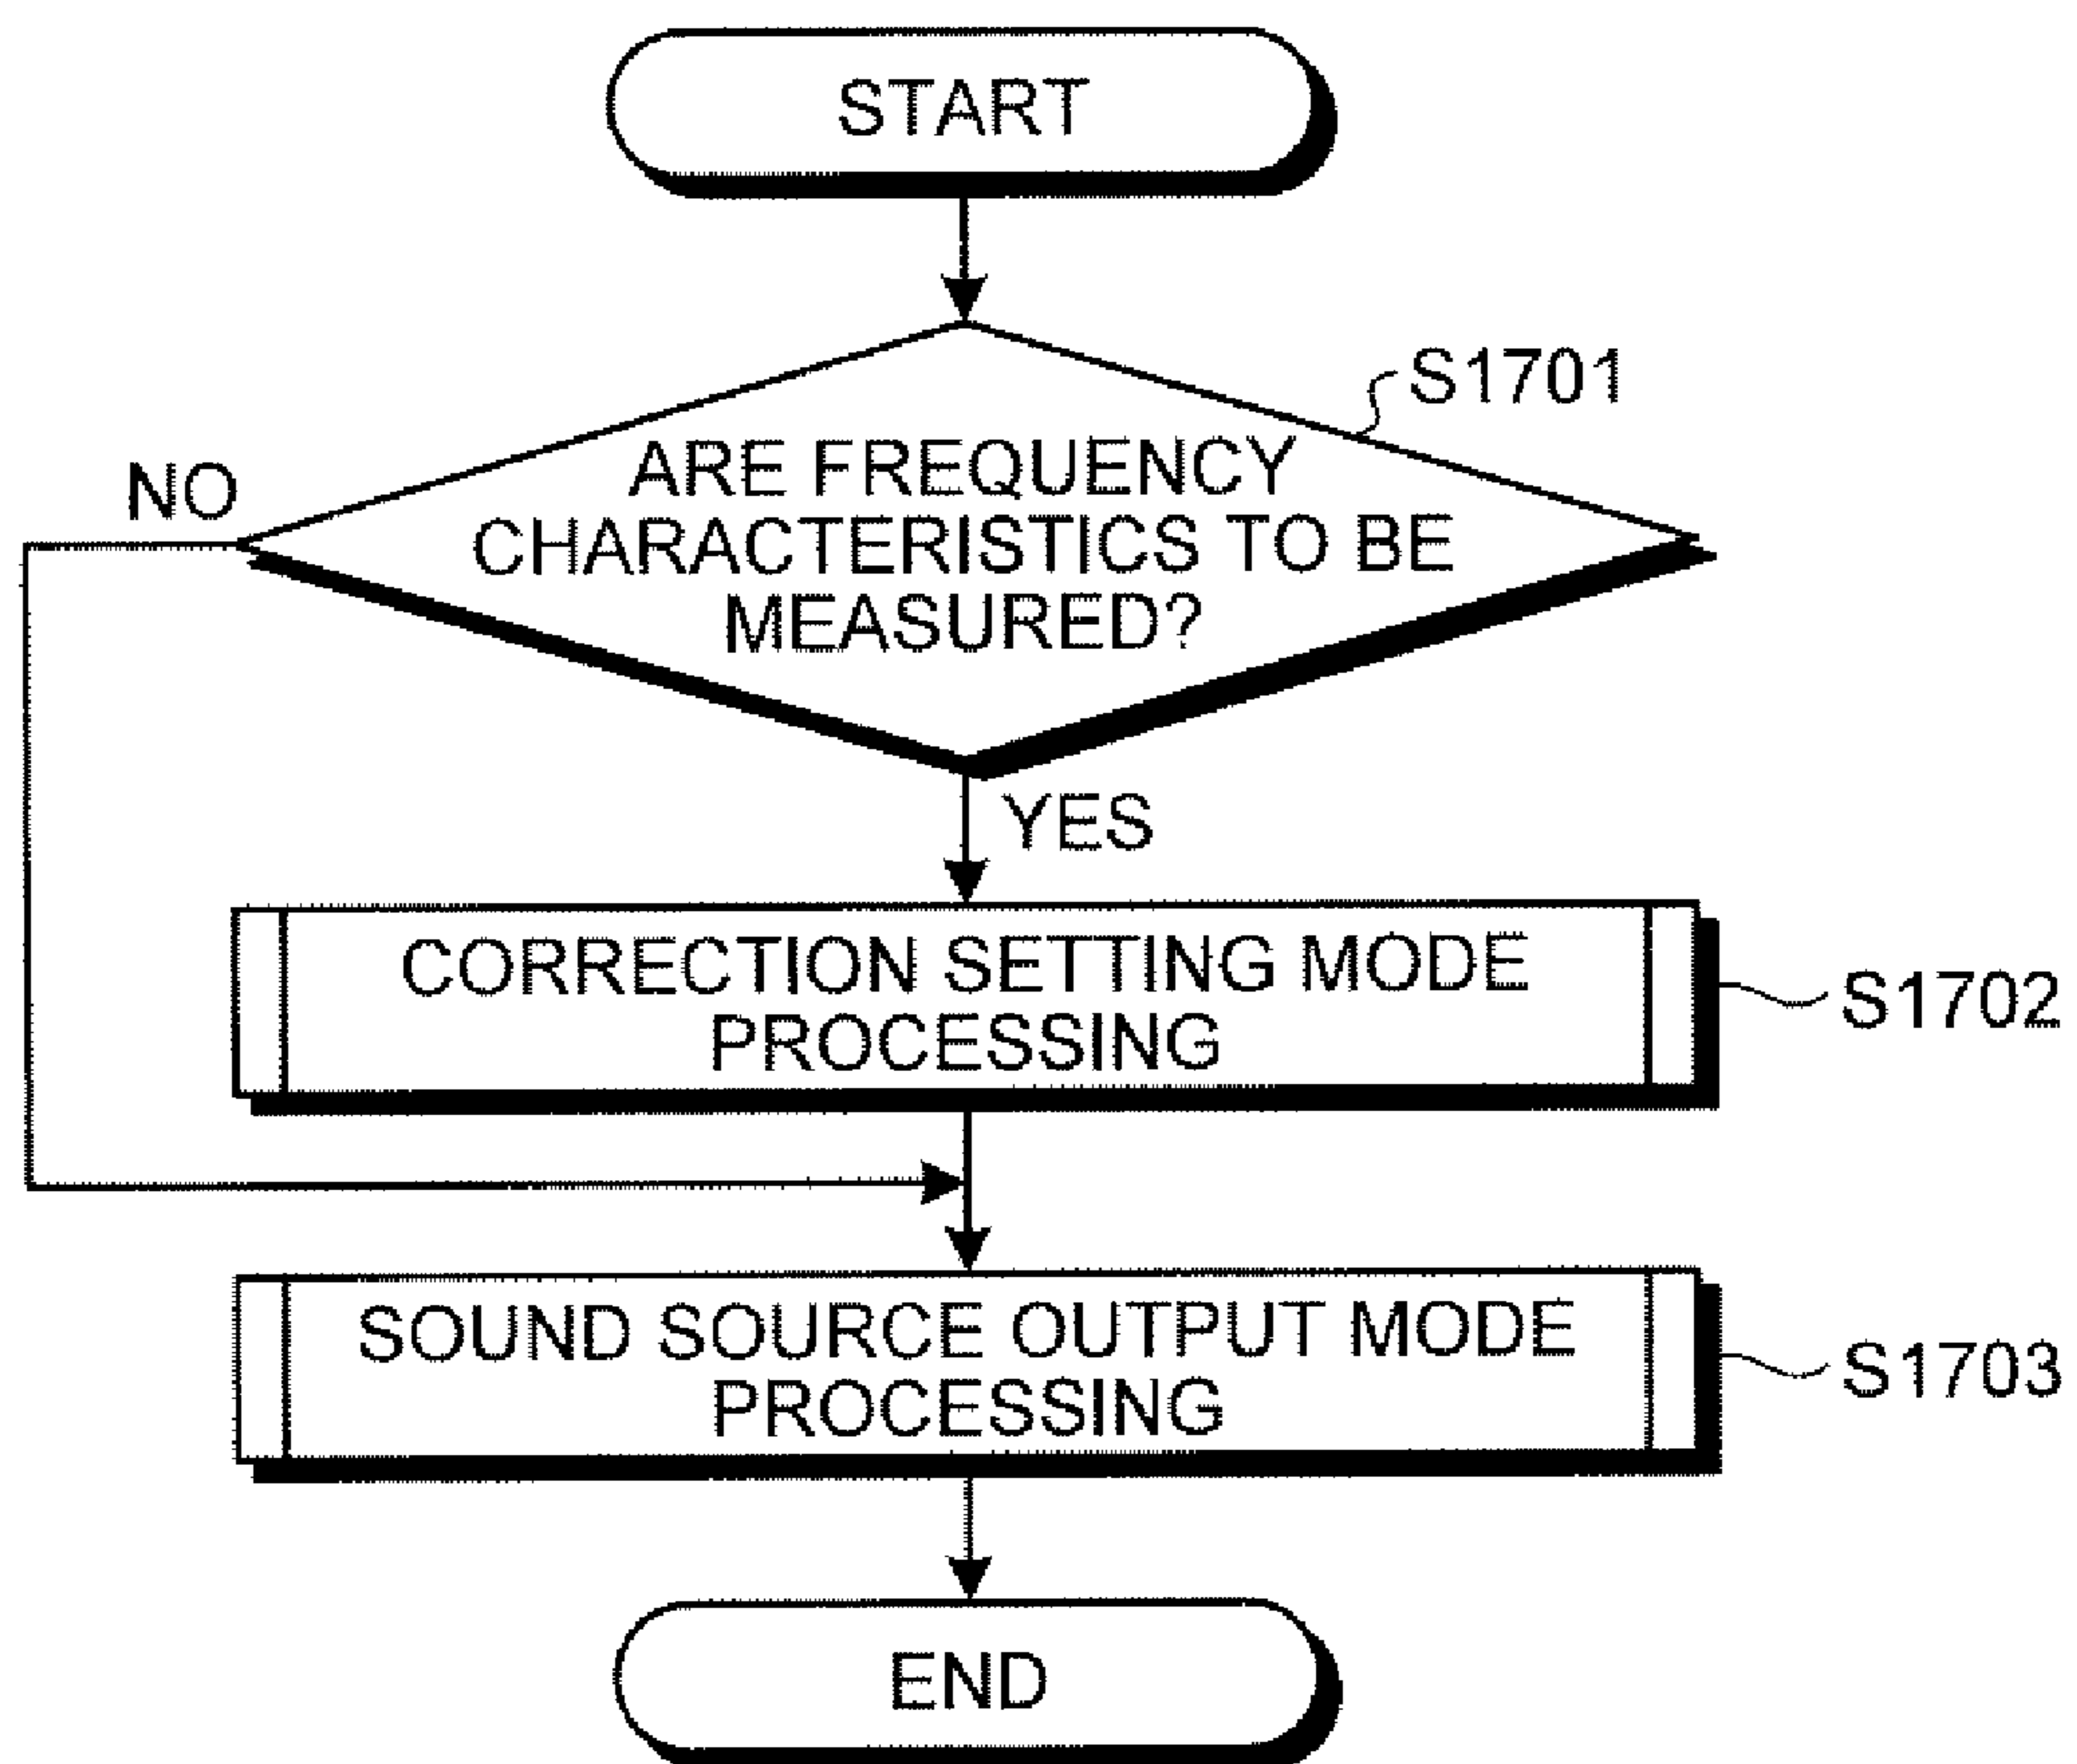 START
S1701
NO
ARE FREQUENCY
CHARACTERISTICS TO BE
MEASURED?
YES
CORRECTION SETTING MODE
PROCESSING
S1702
SOUND SOURCE OUTPUT MODE
PROCESSING
S1703
END